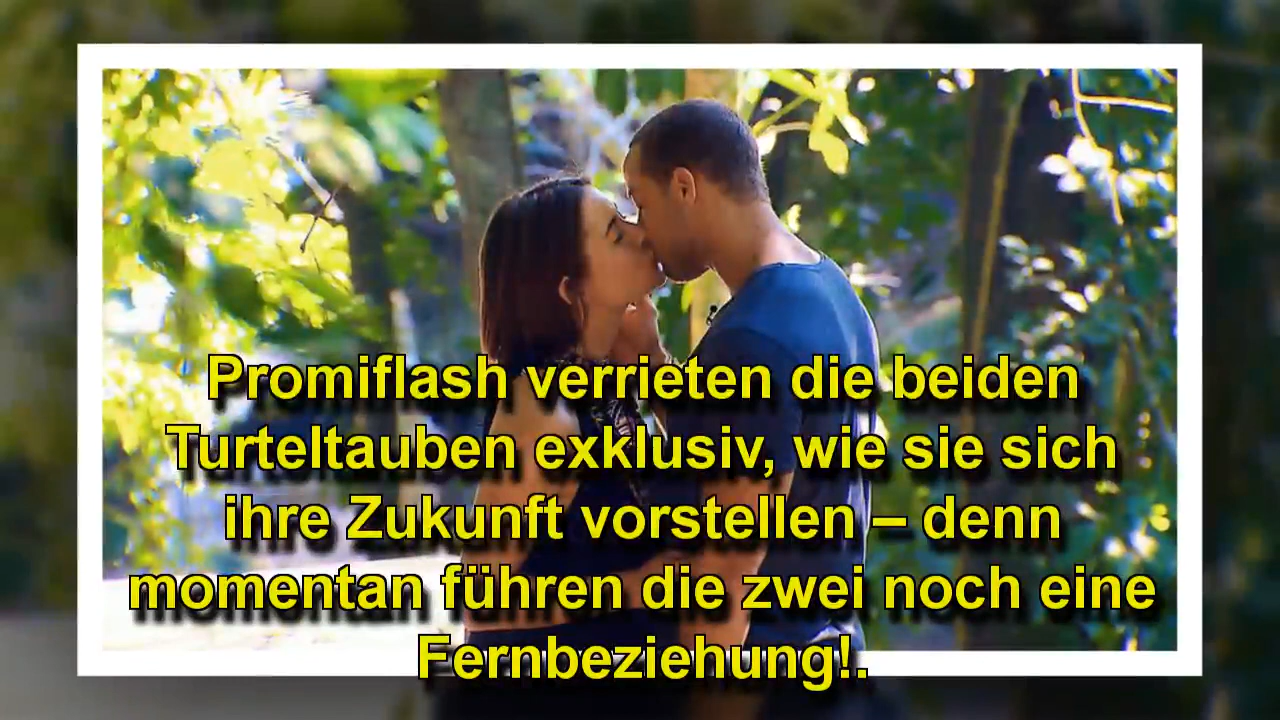 Promiflash verrieten die beiden
Turteltauben exklusiv, wie sie sich
ihre Zukunft vorstellen – denn
momentan führen die zwei noch eine
Fernbeziehung!.